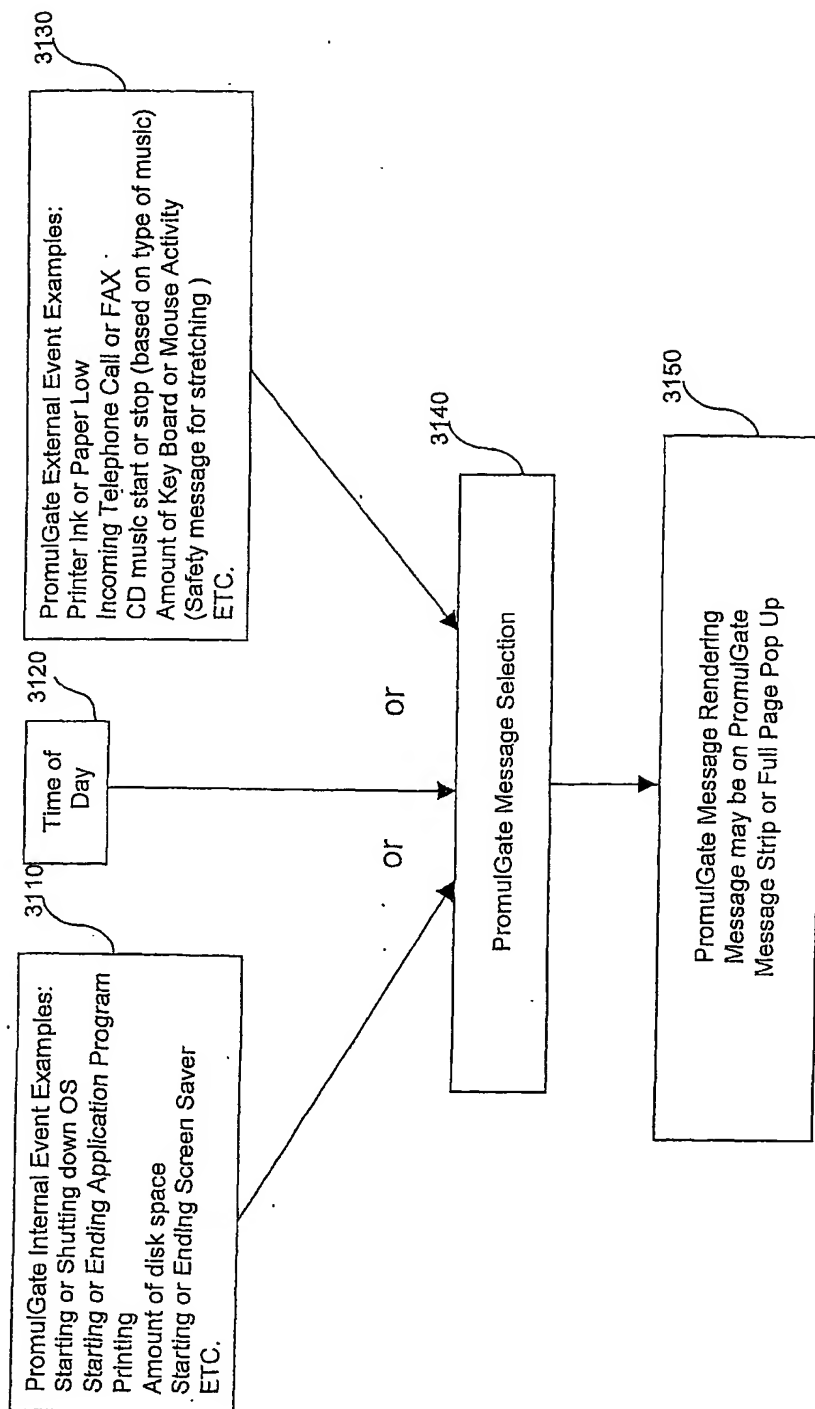 3110
PromulGate Internal Event Examples:
Starting or Shutting down OS
Starting or Ending Application Program
Printing
Amount of disk space
Starting or Ending Screen Saver
ETC.
3120
Time of
Day
3130
PromulGate External Event Examples:
Printer Ink or Paper Low
Incoming Telephone Call or FAX
CD music start or stop (based on type of music)
Amount of Key Board or Mouse Activity
(Safety message for stretching )
ETC.
or
or
3140
PromulGate Message Selection
3150
PromulGate Message Rendering
Message may be on PromulGate
Message Strip or Full Page Pop Up